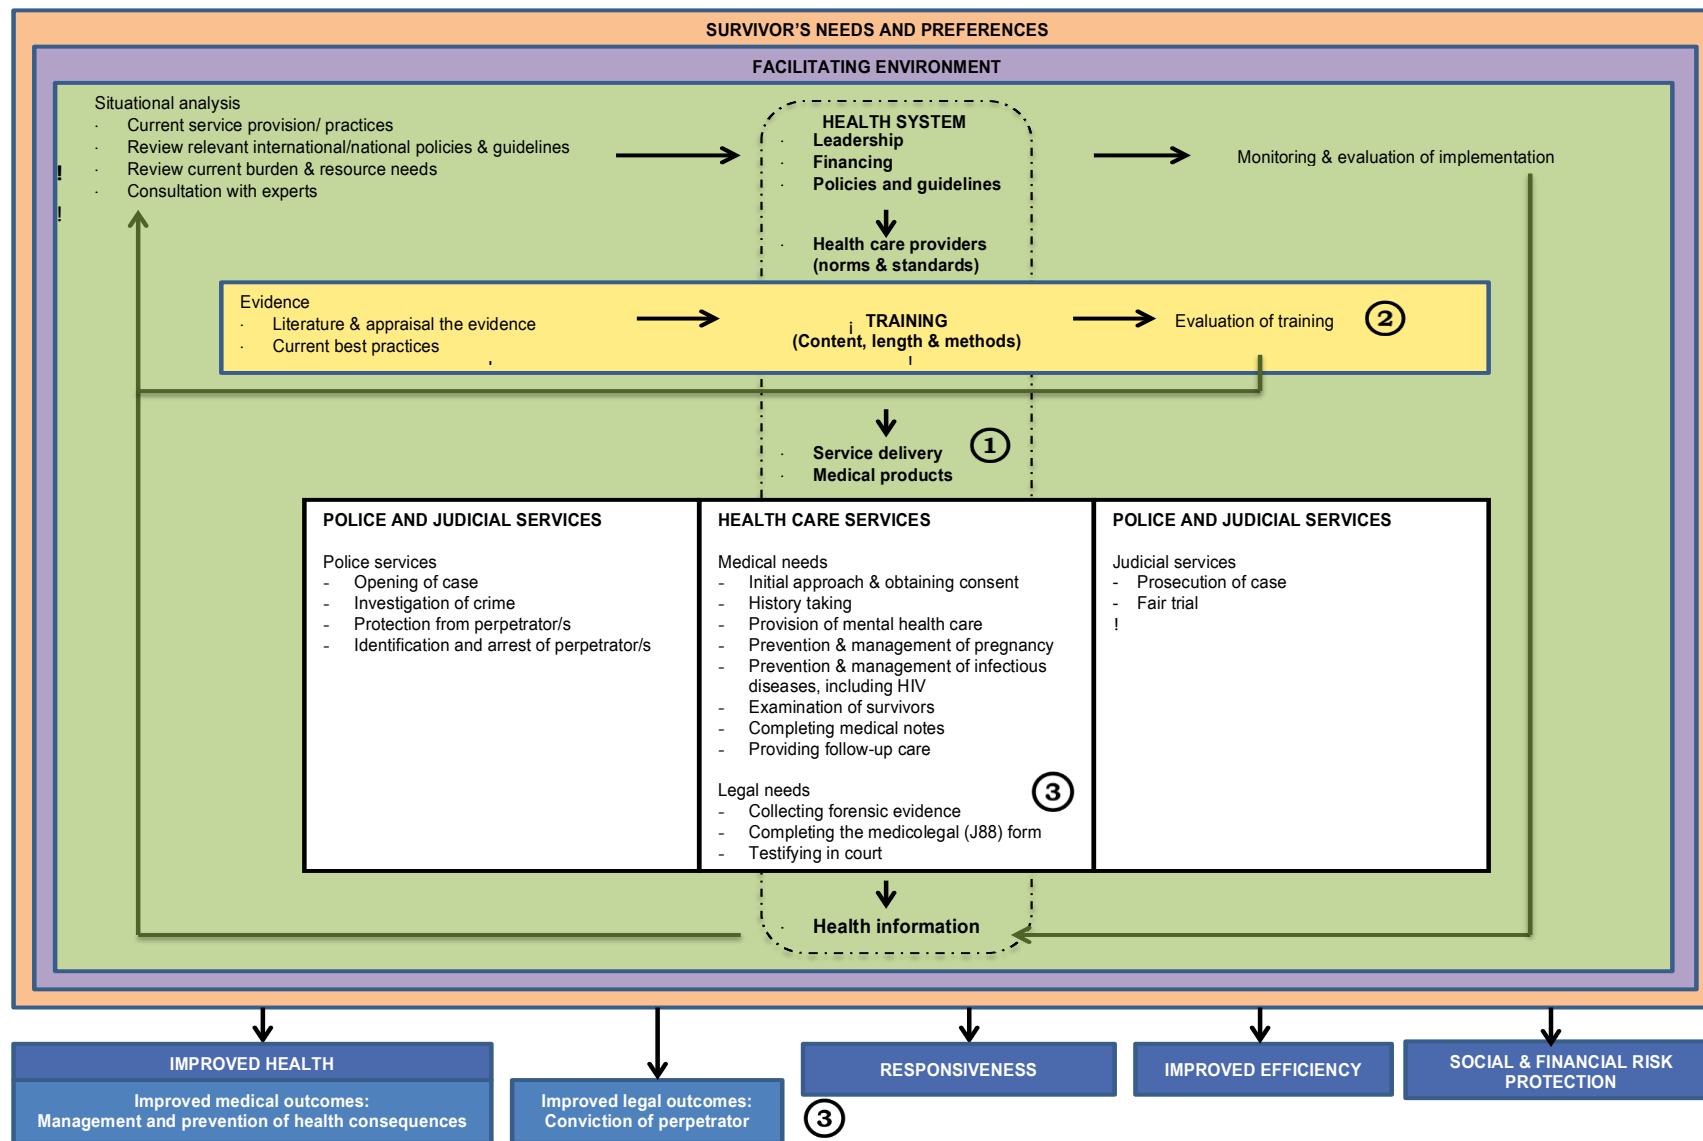 SURVIVOR'S NEEDS AND PREFERENCES
FACILITATING ENVIRONMENT
Situational analysis
· Current service provision/ practices
· Review relevant international/national policies & guidelines
· Review current burden & resource needs
· Consultation with experts
!
!
HEALTH SYSTEM
· Leadership
· Financing
· Policies and guidelines
· Health care providers
(norms & standards)
Monitoring & evaluation of implementation
Evidence
· Literature & appraisal the evidence
· Current best practices
TRAINING
(Content, length & methods)
Evaluation of training
2
· Service delivery
· Medical products
1
POLICE AND JUDICIAL SERVICES
Police services
- Opening of case
- Investigation of crime
- Protection from perpetrator/s
- Identification and arrest of perpetrator/s
HEALTH CARE SERVICES
Medical needs
- Initial approach & obtaining consent
- History taking
- Provision of mental health care
- Prevention & management of pregnancy
- Prevention & management of infectious
diseases, including HIV
- Examination of survivors
- Completing medical notes
- Providing follow-up care
Legal needs
- Collecting forensic evidence
- Completing the medicolegal (J88) form
- Testifying in court
3
POLICE AND JUDICIAL SERVICES
Judicial services
- Prosecution of case
- Fair trial
!
· Health information
IMPROVED HEALTH
Improved medical outcomes:
Management and prevention of health consequences
Improved legal outcomes:
Conviction of perpetrator
3
RESPONSIVENESS
IMPROVED EFFICIENCY
SOCIAL & FINANCIAL RISK
PROTECTION